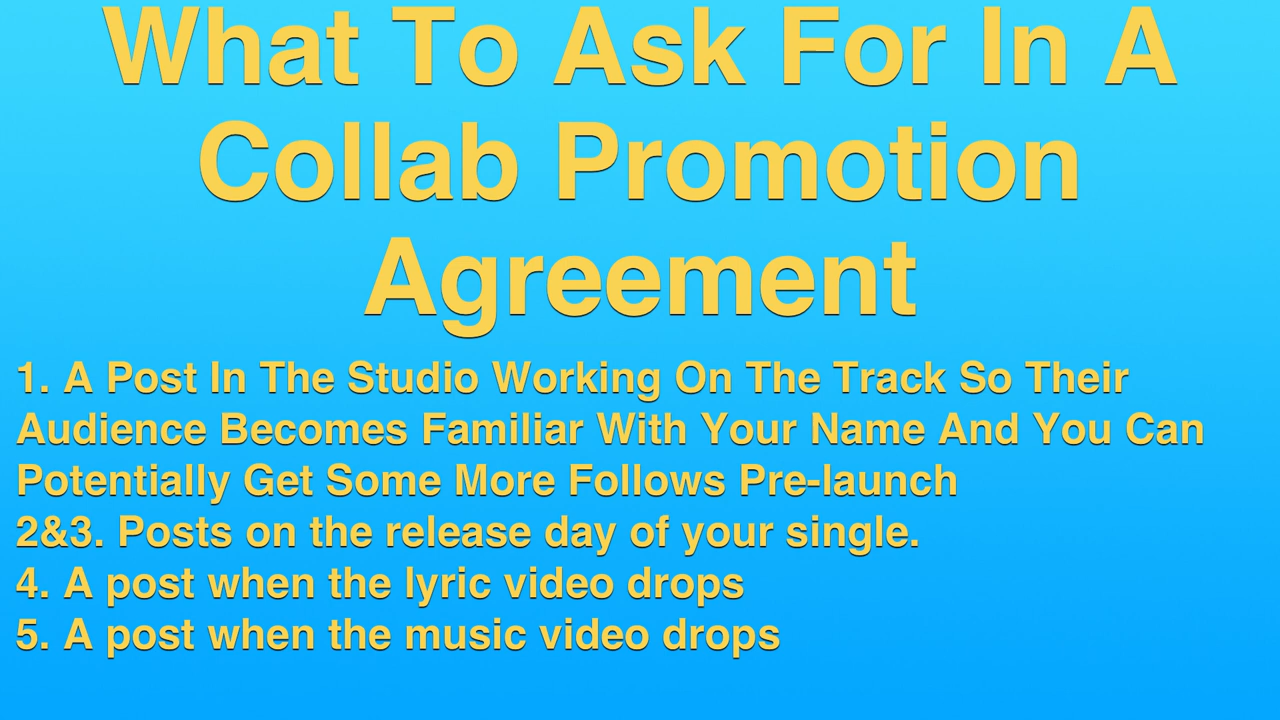 What To Ask For In A
Collab Promotion
Agreement
1. A Post In The Studio Working On The Track So Their
Audience Becomes Familiar With Your Name And You Can
Potentially Get Some More Follows Pre-launch
2&3. Posts on the release day of your single.
4. A post when the lyric video drops
5. A post when the music video drops